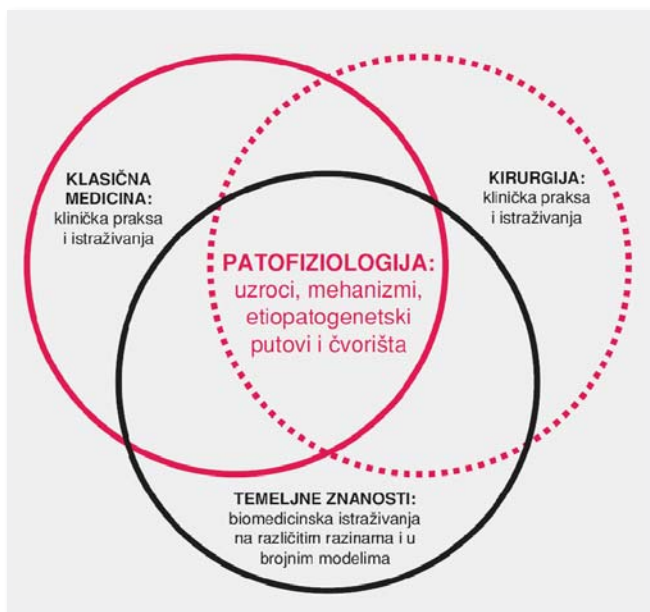 KLASIČNA
MEDICINA:
klinička praksa
i istraživanja
KIRURGIJA:
klinička praksa
i istraživanja
PATOFIZIOLOGIJA:
uzroci, mehanizmi,
etiopatogenetski
putovi i čvorišta
TEMELJNE ZNANOSTI:
biomedicinska istraživanja
na različitim razinama i u
brojnim modelima